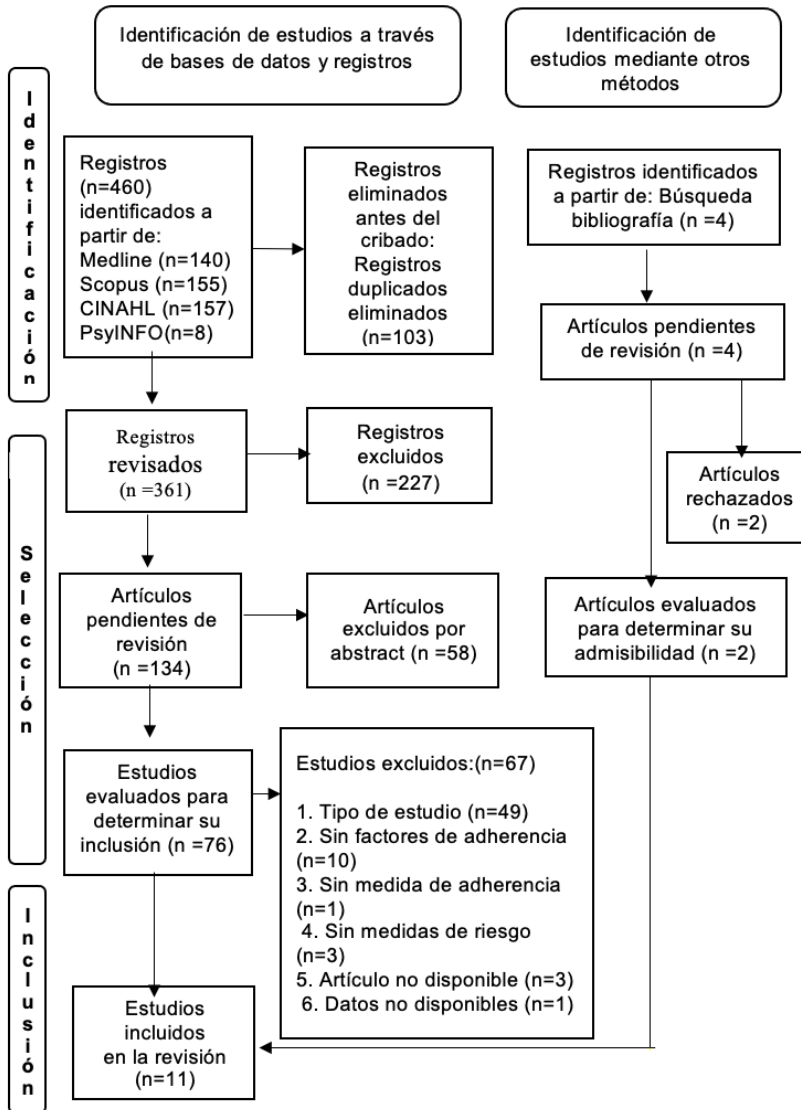 Identificación de estudios a través
de bases de datos y registros
Identificación de
estudios mediante otros
métodos
Identificación
Registros
(n=460)
identificados a
partir de:
Medline (n=140)
Scopus (n=155)
CINAHL (n=157)
PsyINFO(n=8)
Registros
eliminados
antes del
cribado:
Registros
duplicados
eliminados
(n=103)
Registros identificados
a partir de: Búsqueda
bibliografía (n =4)
Artículos pendientes
de revisión (n =4)
Selección
Registros
revisados
(n =361)
Registros
excluidos
(n =227)
Artículos
rechazados
(n =2)
Artículos
pendientes de
revisión
(n =134)
Artículos
excluidos por
abstract (n =58)
Artículos evaluados
para determinar su
admisibilidad (n =2)
Estudios
evaluados para
determinar su
inclusión (n =76)
Estudios excluidos:(n=67)
1. Tipo de estudio (n=49)
2. Sin factores de adherencia
(n=10)
3. Sin medida de adherencia
(n=1)
4. Sin medidas de riesgo
(n=3)
5. Artículo no disponible (n=3)
6. Datos no disponibles (n=1)
Inclusión
Estudios
incluidos
en la revisión
(n=11)